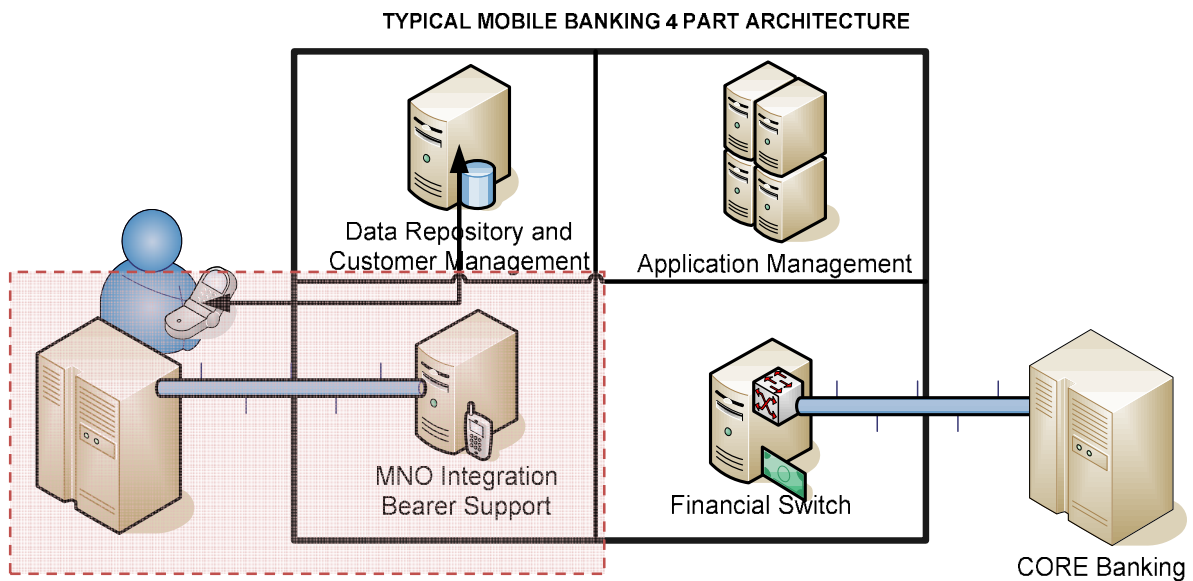 TYPICAL MOBILE BANKING 4 PART ARCHITECTURE
Data Repository and
Customer Management
Application Management
MNO Integration
Bearer Support
Financial Switch
CORE Banking